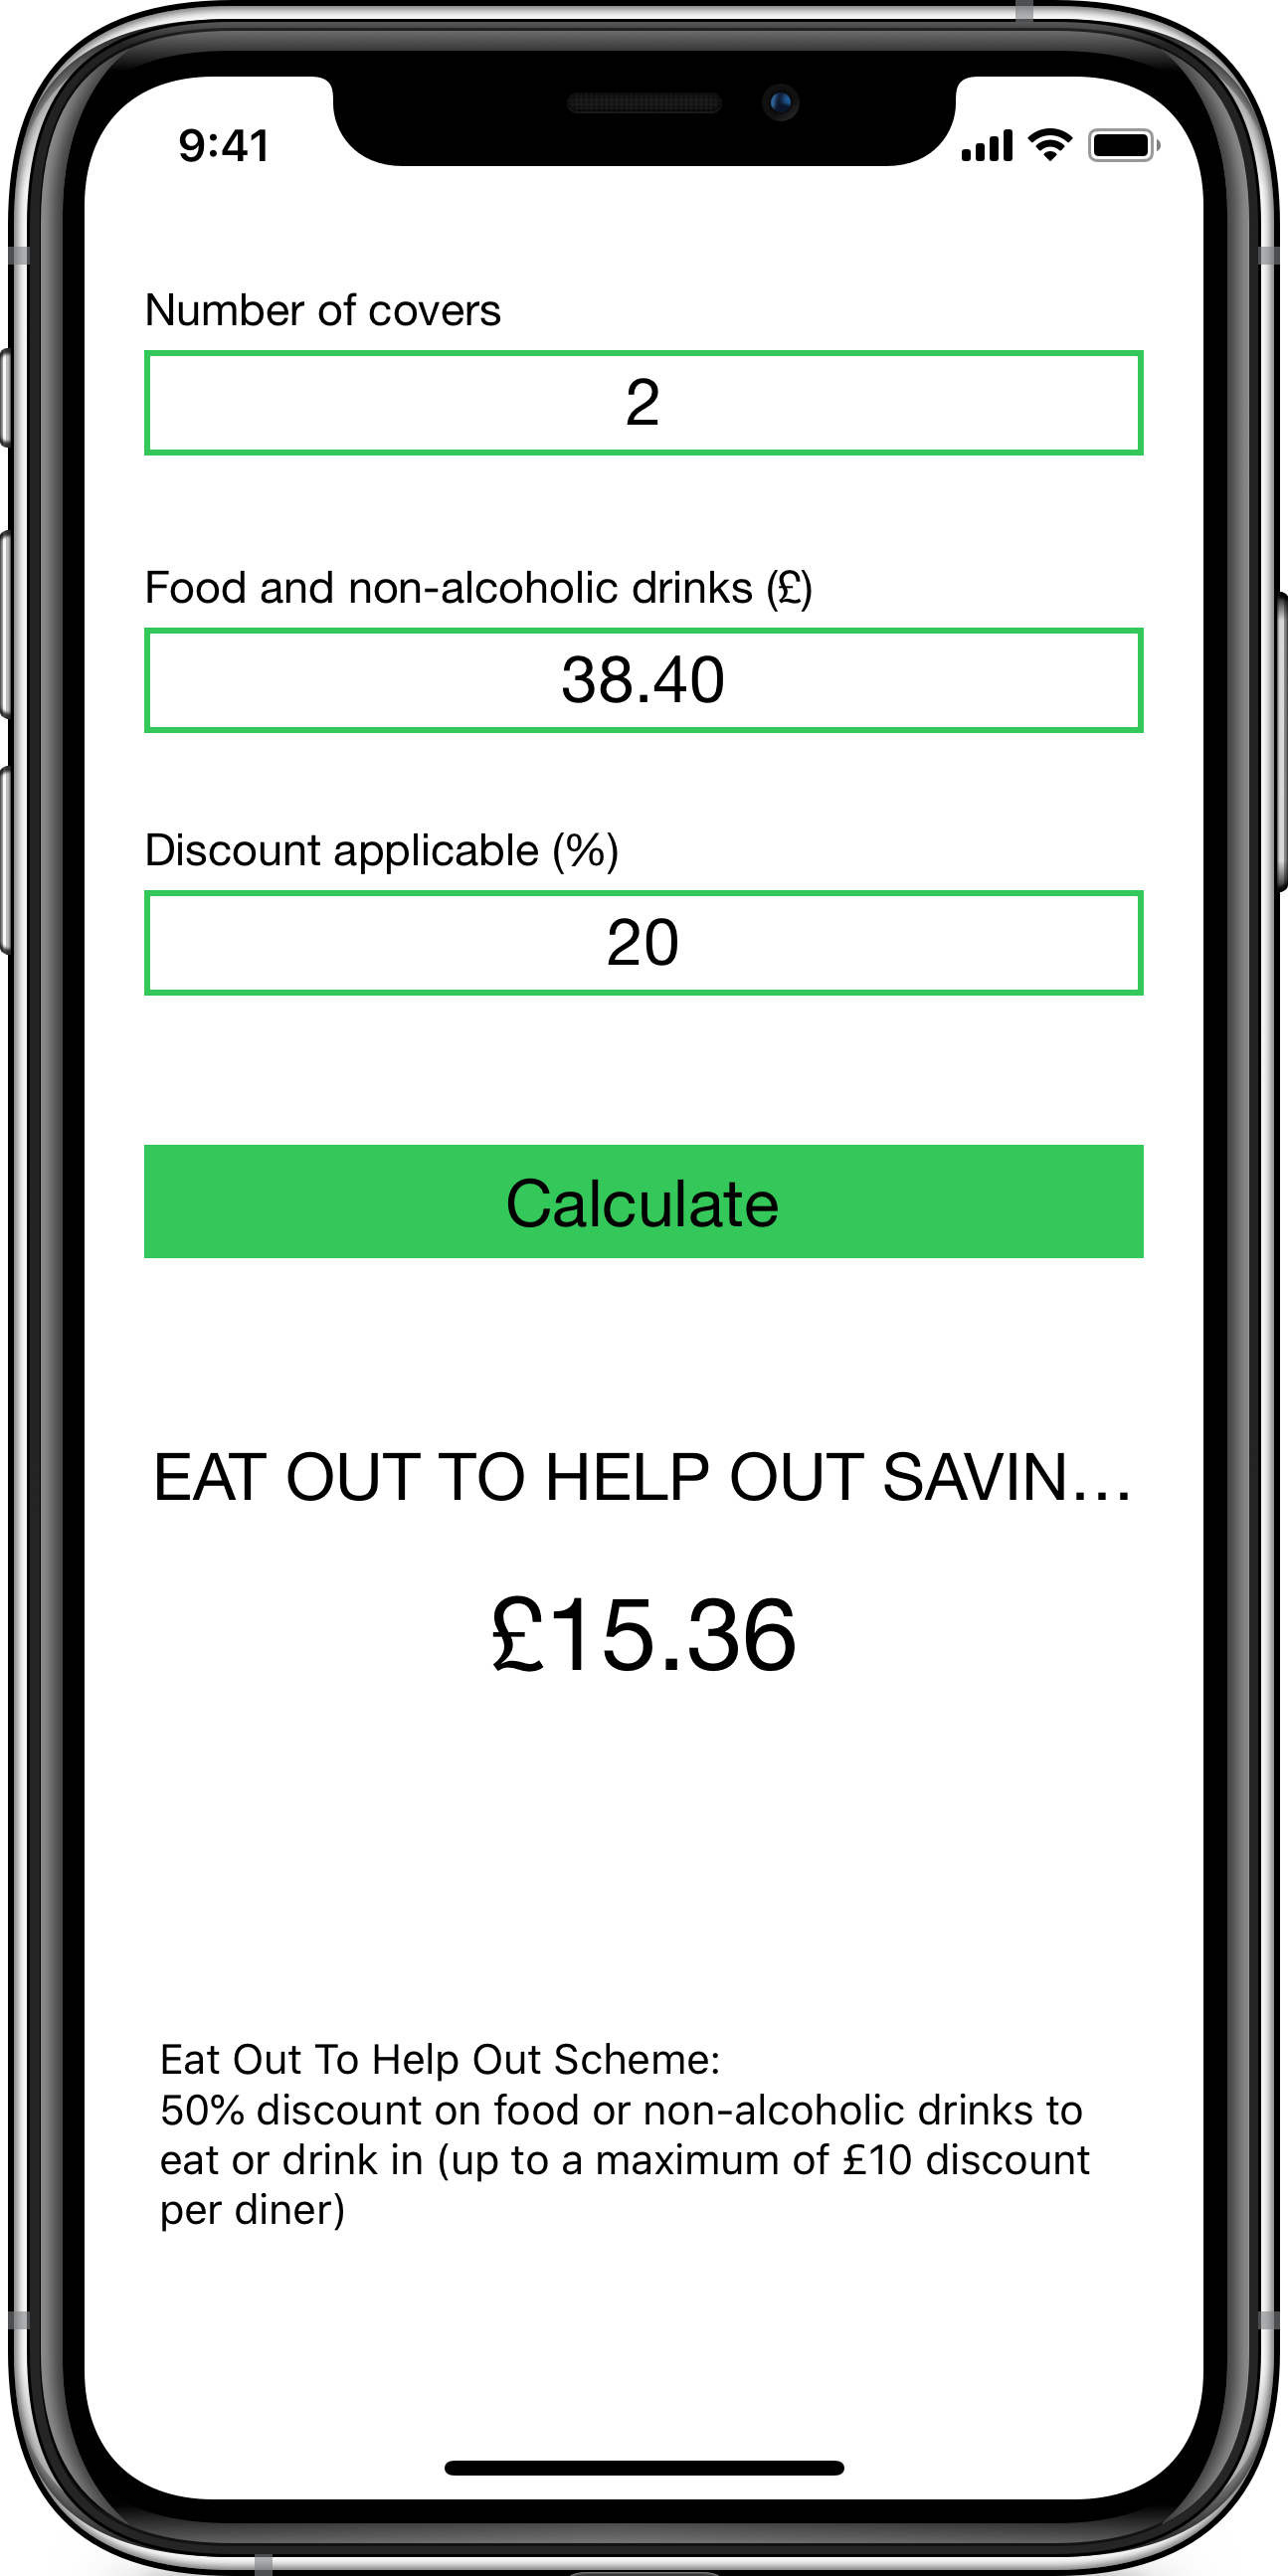 9:41
Number of covers
2
Food and non-alcoholic drinks (£)
38.40
Discount applicable (%)
20
Calculate
EAT OUT TO HELP OUT SAVIN...
£15.36
Eat Out To Help Out Scheme:
50% discount on food or non-alcoholic drinks to
eat or drink in (up to a maximum of £10 discount
per diner)